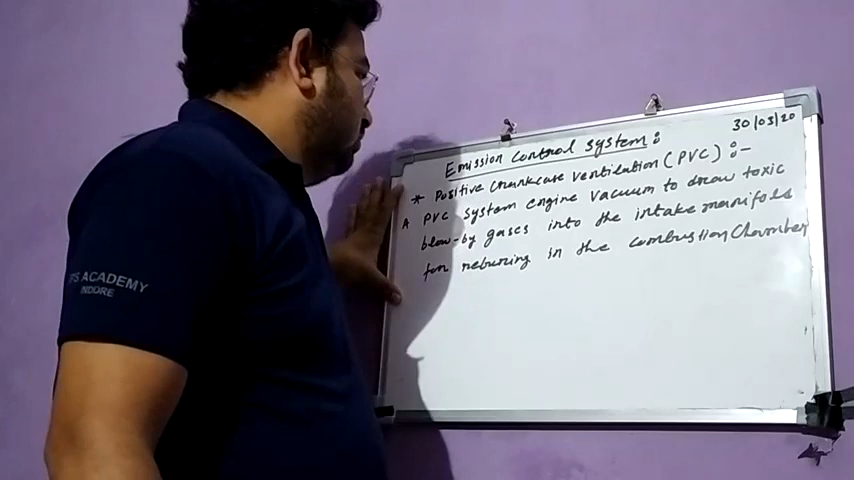 30/03/20
Emission Control System:
* Positive Crankcase Ventilation (PVC) :-
A PVC System engine vacuum to draw toxic
blow-by gases into the intake manifold
for reburning in the combustion Chamber
IPS ACADEMY
INDORE